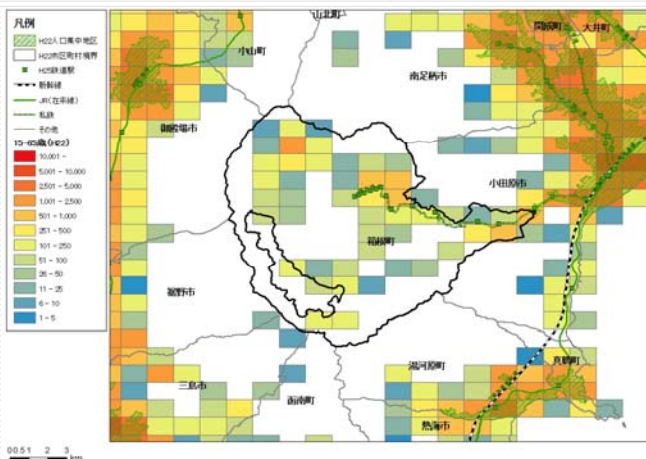 凡例
H22人口集中地区
H22市区町村境界
H25鉄道駅
新幹線
JR(在来線)
私鉄
その他
15-65歳(H22)
10,001 -
5,001 - 10,000
2,501 - 5,000
1,001 - 2,500
501 - 1,000
251 - 500
101 - 250
51 - 100
26 - 50
11 - 25
6 - 10
1 - 5
山北町
小山町
開成町
大井町
南足柄市
御殿場市
小田原市
箱根町
裾野市
湯河原町
真鶴町
三島市
函南町
熱海市
0 0.5 1 2 3
km